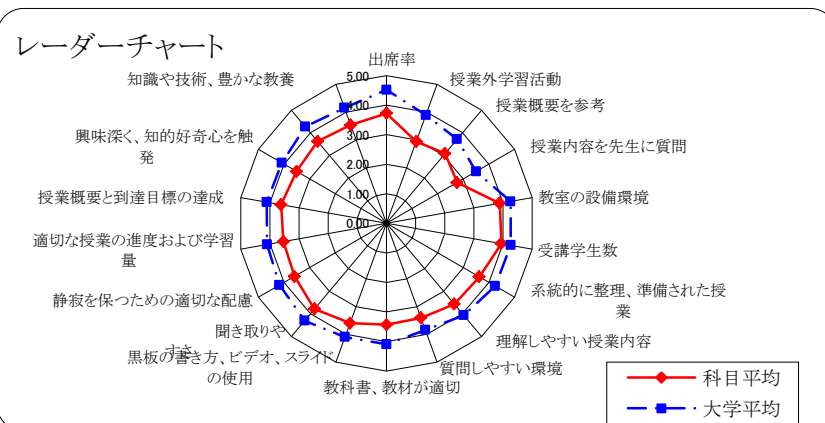 レーダーチャート
出席率
授業外学習活動
授業概要を参考
授業内容を先生に質問
教室の設備環境
受講学生数
系統的に整理、準備された授
業
理解しやすい授業内容
質問しやすい環境
教科書、教材が適切
黒板の書き方、ビデオ、スライド
の使用
聞き取りや
すさ
静寂を保つための適切な配慮
適切な授業の進度および学習
量
授業概要と到達目標の達成
興味深く、知的好奇心を触
発
知識や技術、豊かな教養
5.00
4.00
3.00
2.00
1.00
0.00
科目平均
大学平均